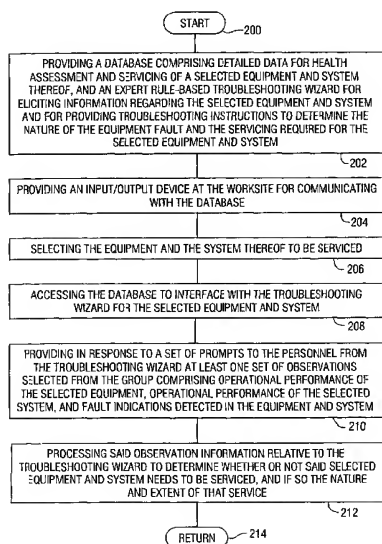 START
200
PROVIDING A DATABASE COMPRISING DETAILED DATA FOR HEALTH
ASSESSMENT AND SERVICING OF A SELECTED EQUIPMENT AND SYSTEM
THEREOF, AND AN EXPERT RULE-BASED TROUBLESHOOTING WIZARD FOR
ELICITING INFORMATION REGARDING THE SELECTED EQUIPMENT AND SYSTEM
AND FOR PROVIDING TROUBLESHOOTING INSTRUCTIONS TO DETERMINE THE
NATURE OF THE EQUIPMENT FAULT AND THE SERVICING REQUIRED FOR THE
SELECTED EQUIPMENT AND SYSTEM
202
PROVIDING AN INPUT/OUTPUT DEVICE AT THE WORKSITE FOR COMMUNICATING
WITH THE DATABASE
204
SELECTING THE EQUIPMENT AND THE SYSTEM THEREOF TO BE SERVICED
206
ACCESSING THE DATABASE TO INTERFACE WITH THE TROUBLESHOOTING
WIZARD FOR THE SELECTED EQUIPMENT AND SYSTEM
208
PROVIDING IN RESPONSE TO A SET OF PROMPTS TO THE PERSONNEL FROM
THE TROUBLESHOOTING WIZARD AT LEAST ONE SET OF OBSERVATIONS
SELECTED FROM THE GROUP COMPRISING OPERATIONAL PERFORMANCE OF
THE SELECTED EQUIPMENT, OPERATIONAL PERFORMANCE OF THE SELECTED
SYSTEM, AND FAULT INDICATIONS DETECTED IN THE EQUIPMENT AND SYSTEM
210
PROCESSING SAID OBSERVATION INFORMATION RELATIVE TO THE
TROUBLESHOOTING WIZARD TO DETERMINE WHETHER OR NOT SAID SELECTED
EQUIPMENT AND SYSTEM NEEDS TO BE SERVICED, AND IF SO THE NATURE
AND EXTENT OF THAT SERVICE
212
RETURN
214